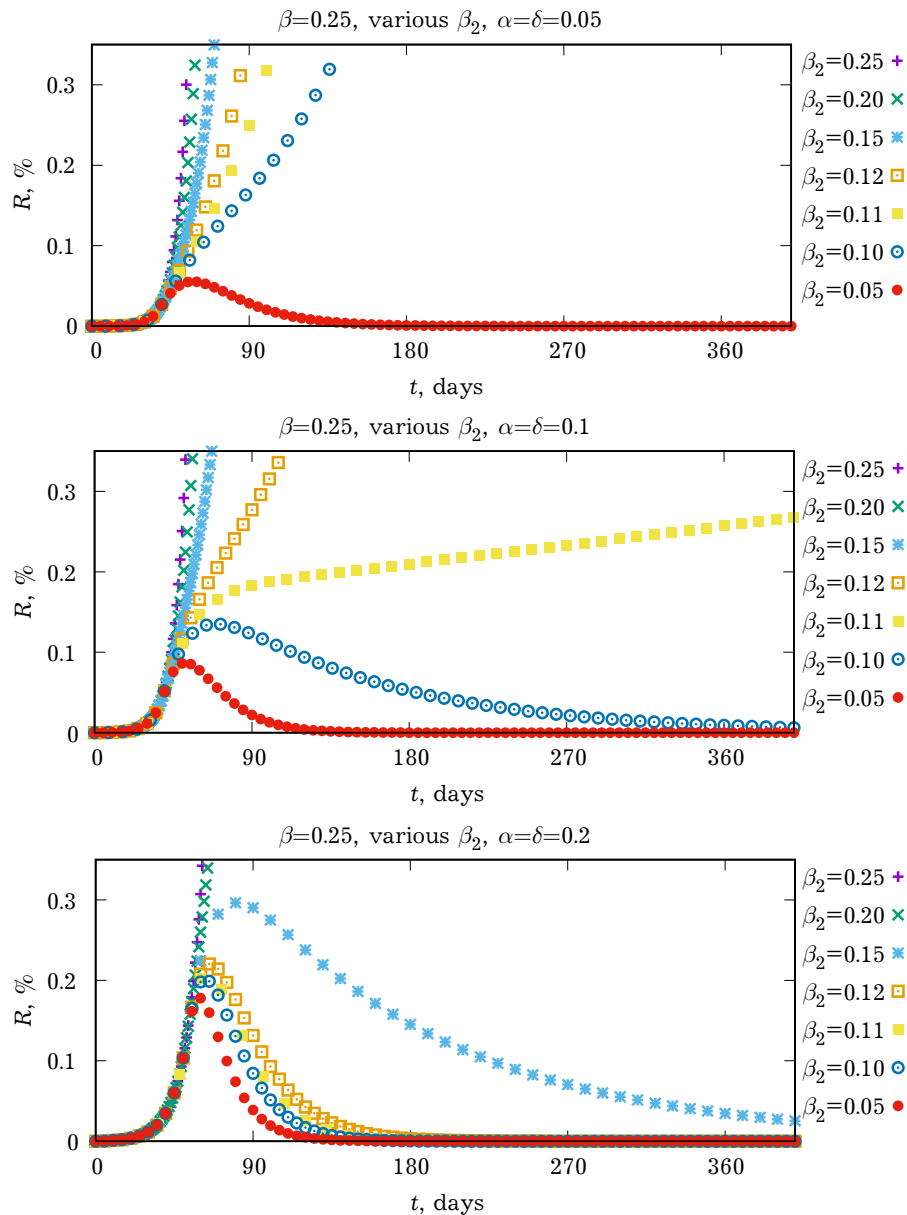 β=0.25, various β₂, α=δ=0.05
R, %
0.3
0.2
0.1
0
0
90
180
270
360
t, days
β₂=0.25
β₂=0.20
β₂=0.15
β₂=0.12
β₂=0.11
β₂=0.10
β₂=0.05
β=0.25, various β₂, α=δ=0.1
R, %
0.3
0.2
0.1
0
0
90
180
270
360
t, days
β₂=0.25
β₂=0.20
β₂=0.15
β₂=0.12
β₂=0.11
β₂=0.10
β₂=0.05
β=0.25, various β₂, α=δ=0.2
R, %
0.3
0.2
0.1
0
0
90
180
270
360
t, days
β₂=0.25
β₂=0.20
β₂=0.15
β₂=0.12
β₂=0.11
β₂=0.10
β₂=0.05